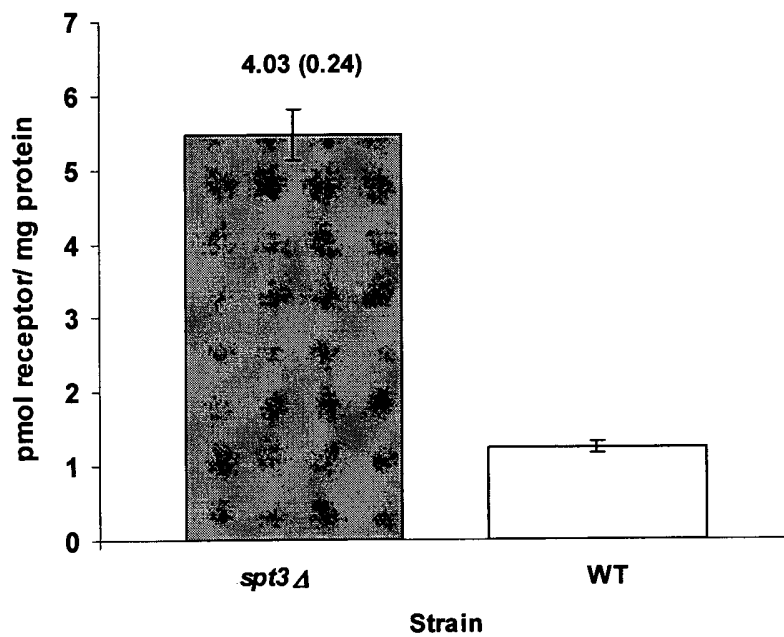 pmol receptor/ mg protein
7
6
5
4
3
2
1
0
4.03 (0.24)
spt3Δ
WT
Strain